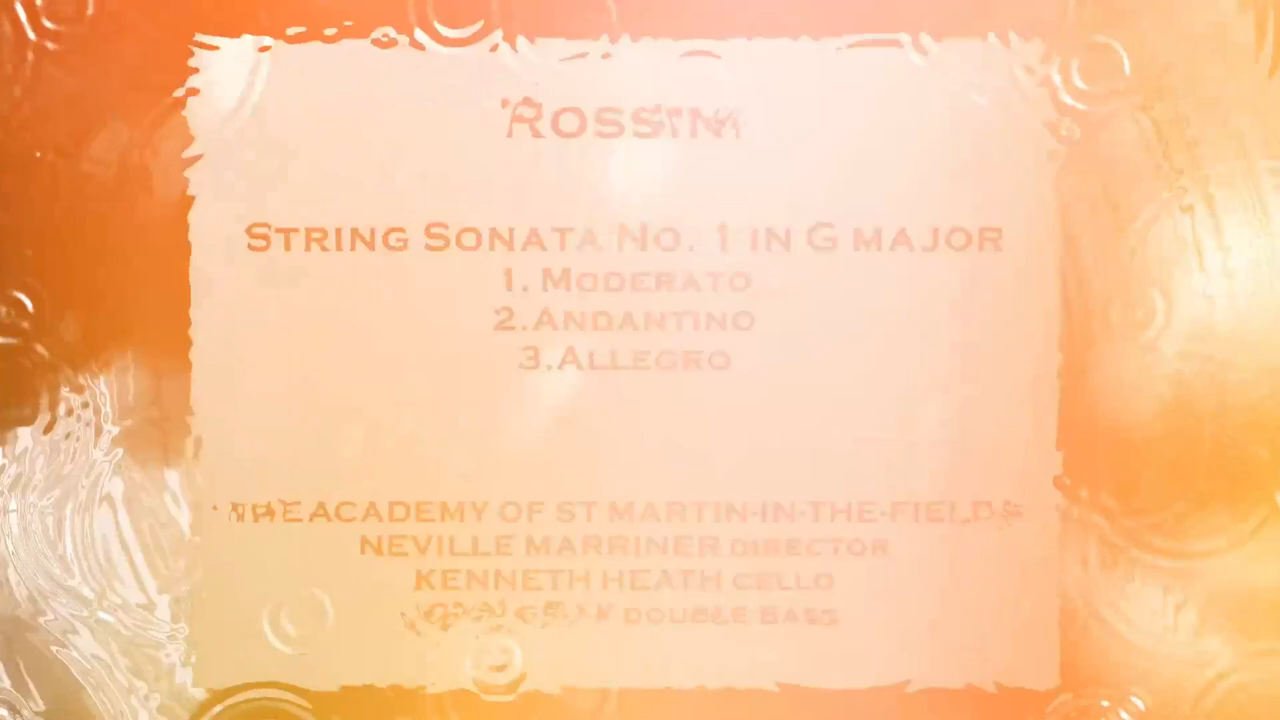 ROSSINI
STRING SONATA NO. 1 IN G MAJOR
1. MODERATO
2. ANDANTINO
3. ALLEGRO
THE ACADEMY OF ST MARTIN-IN-THE-FIELDS
NEVILLE MARRINER DIRECTOR
KENNETH HEATH CELLO
DOUBLE BASS